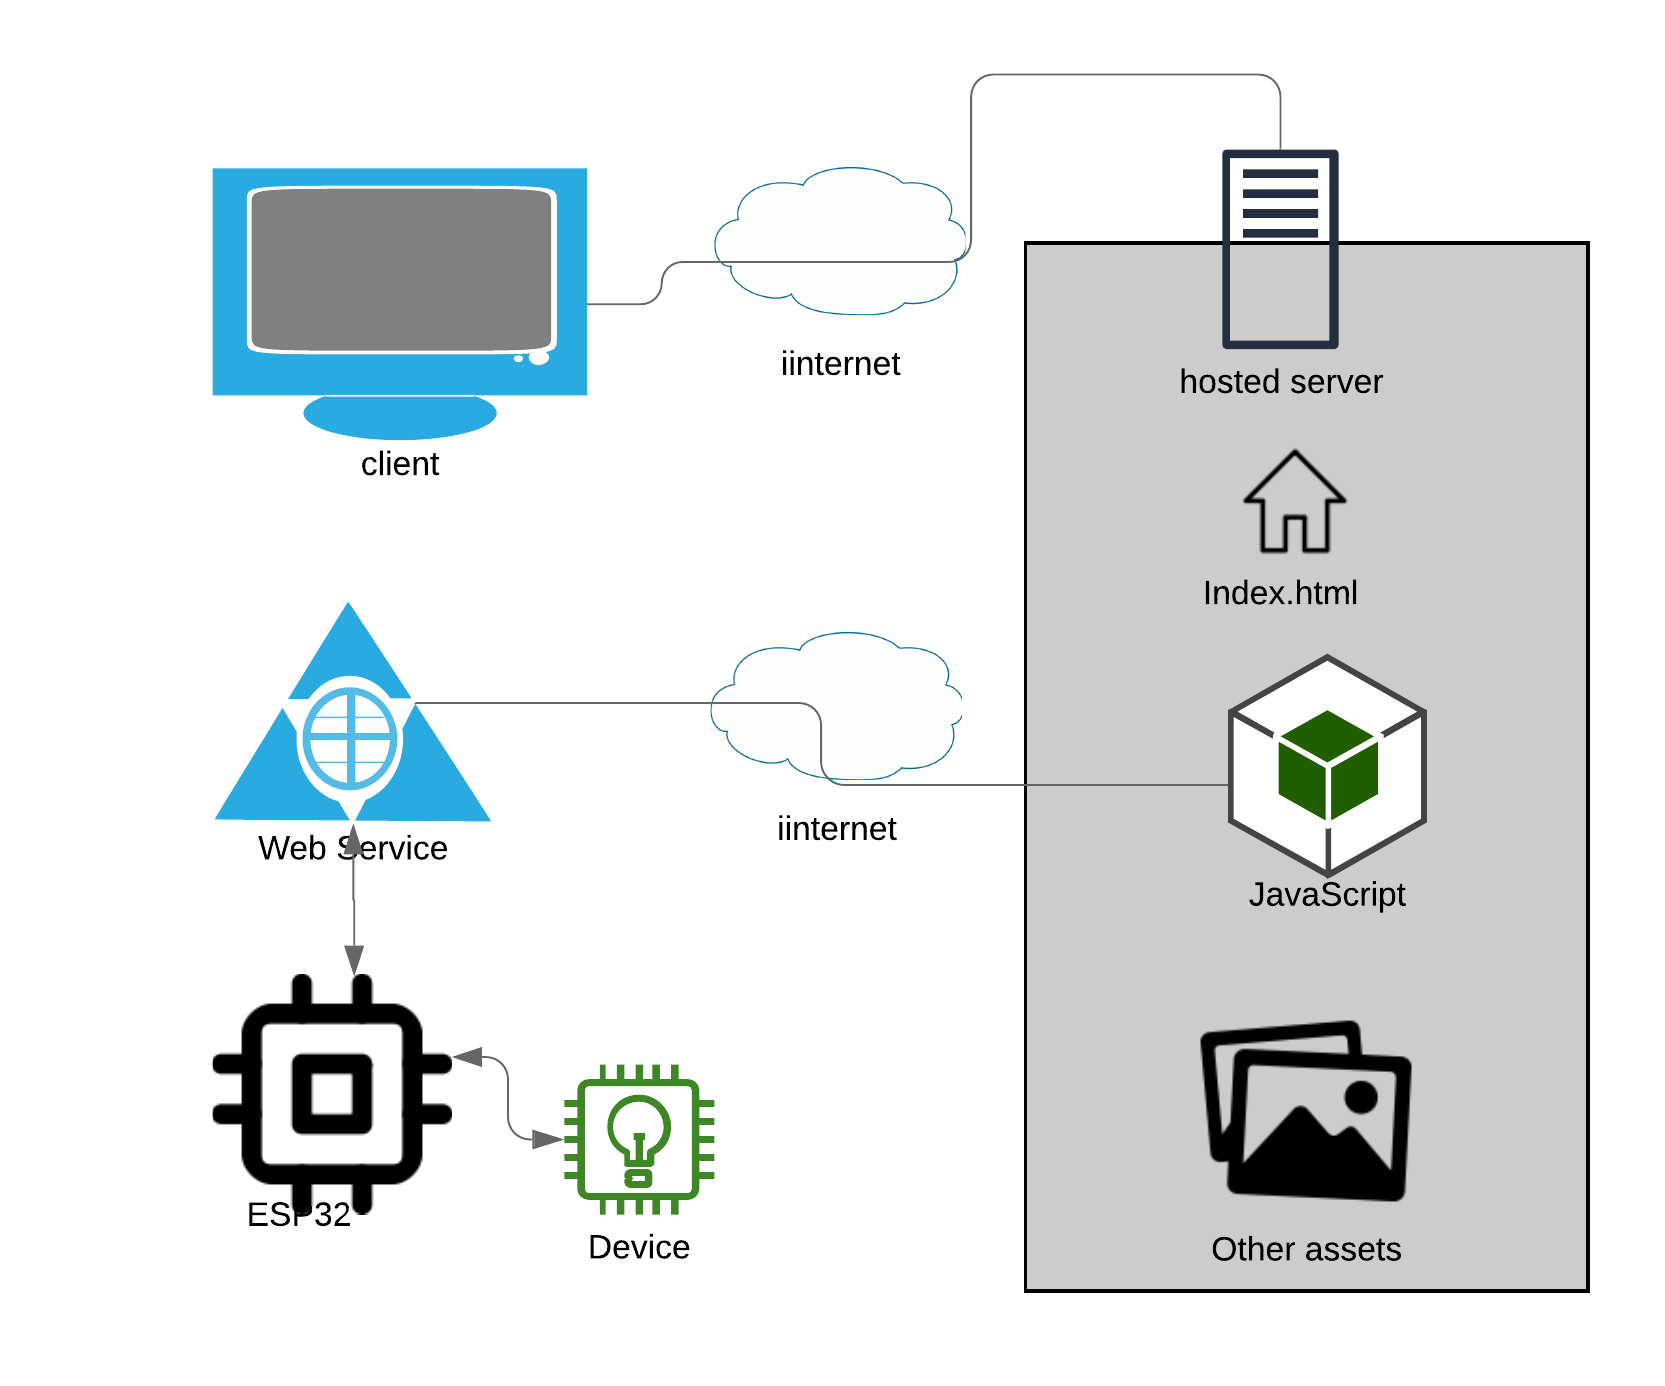 iinternet
hosted server
client
Index.html
iinternet
Web Service
JavaScript
ESP32
Device
Other assets